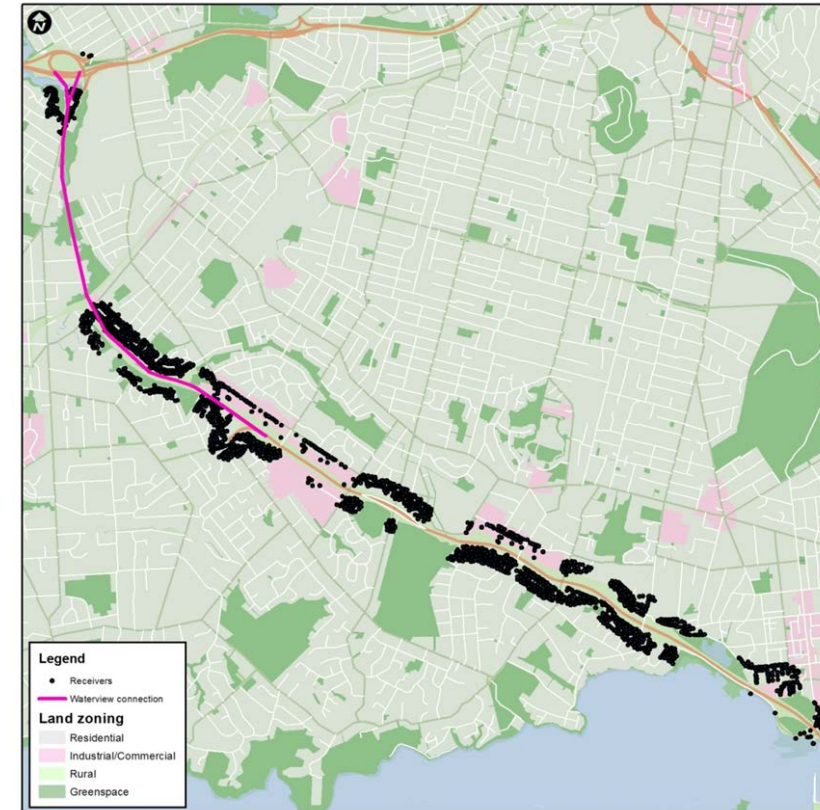 N
Legend
Receivers
Waterview connection
Land zoning
Residential
Industrial/Commercial
Rural
Greenspace